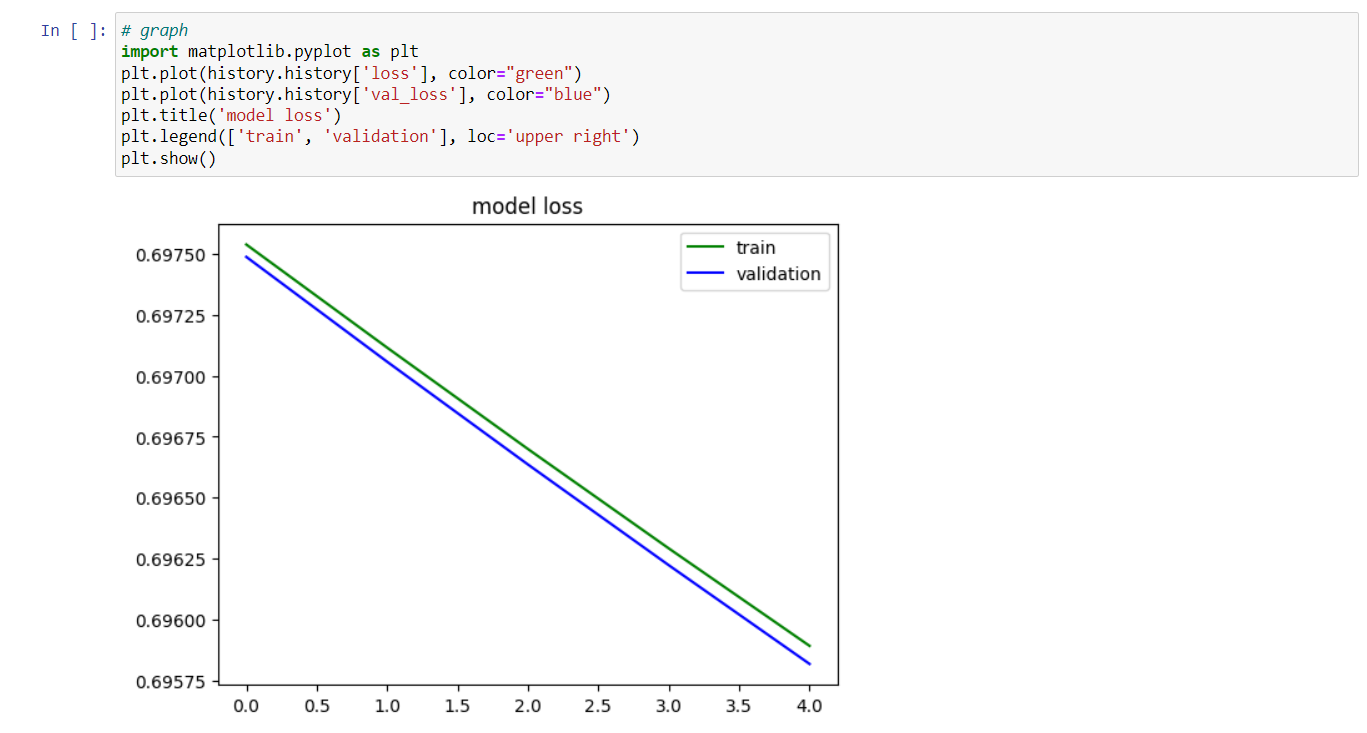 In [ ]:
# graph
import matplotlib.pyplot as plt
plt.plot(history.history['loss'], color="green")
plt.plot(history.history['val_loss'], color="blue")
plt.title('model loss')
plt.legend(['train', 'validation'], loc='upper right')
plt.show()
model loss
train
validation
0.69750
0.69725
0.69700
0.69675
0.69650
0.69625
0.69600
0.69575
0.0 0.5 1.0 1.5 2.0 2.5 3.0 3.5 4.0